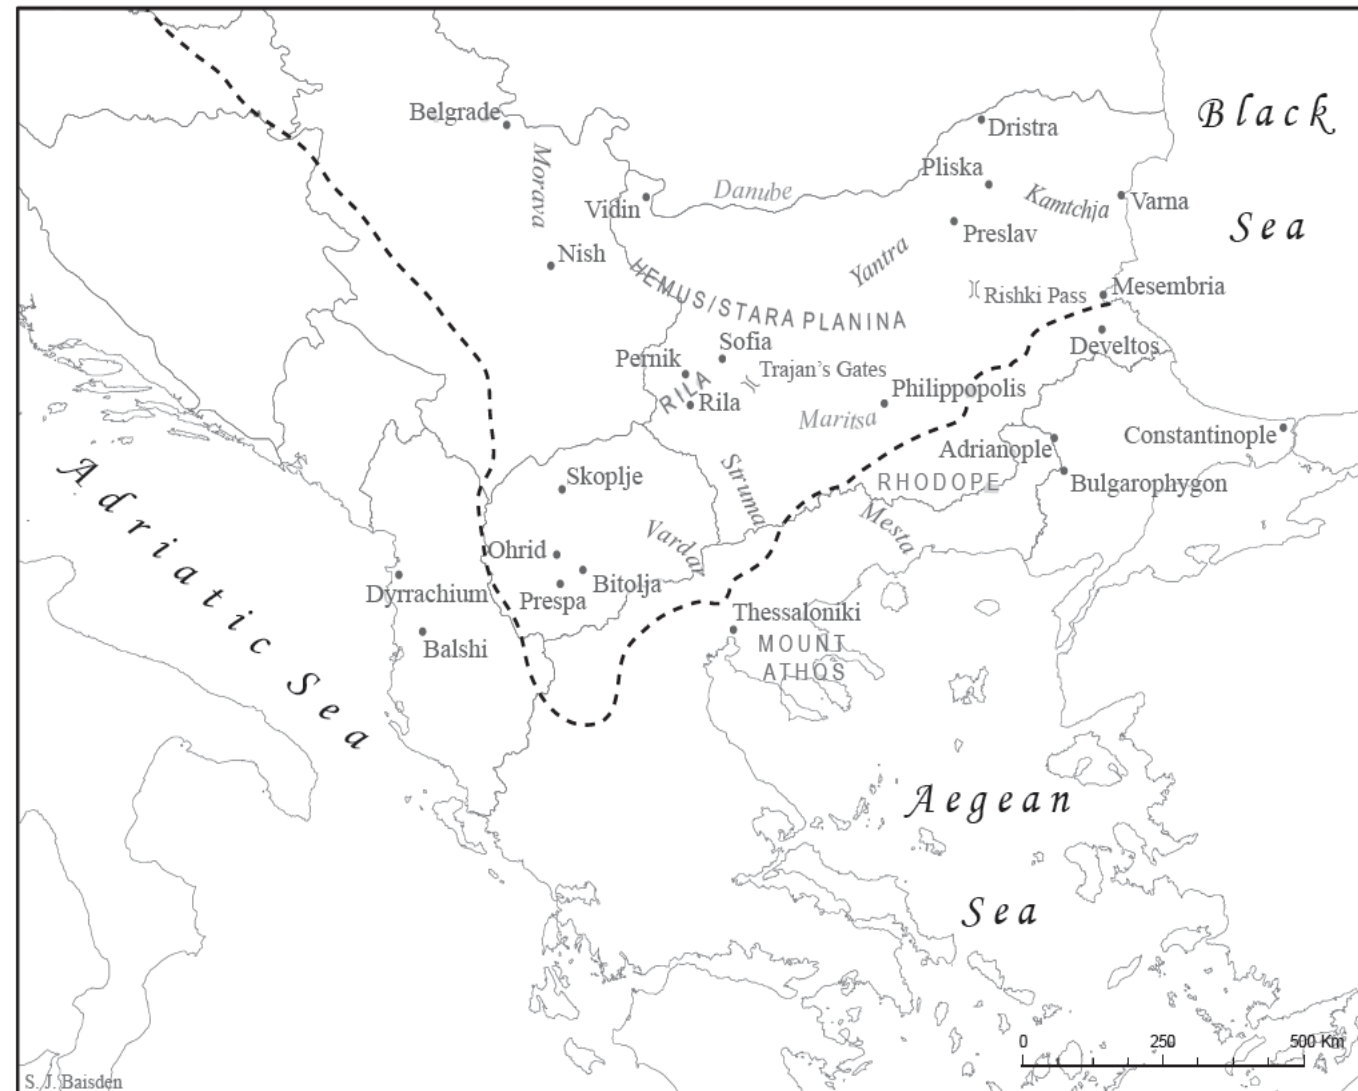 Black
Belgrade
Dristra
Morava
Pliska
Danube
Kamtchja
Varna
Vidin
Sea
Preslav
Yantra
Nish
HEMUS/STARA PLANINA
Rishki Pass
Mesembria
Sofia
Develtos
Pernik
Trajan's Gates
RILA
Rila
Philippopolis
Maritsa
Adrianople
Constantinople
Skoplje
Struma
RHODOPE
Bulgarophygon
Adriatic Sea
Mesta
Vardar
Ohrid
Bitolja
Dyrrachium
Prespa
Thessaloniki
Balshi
MOUNT
ATHOS
Aegean
Sea
0 250 500 Km
S. J. Baisden